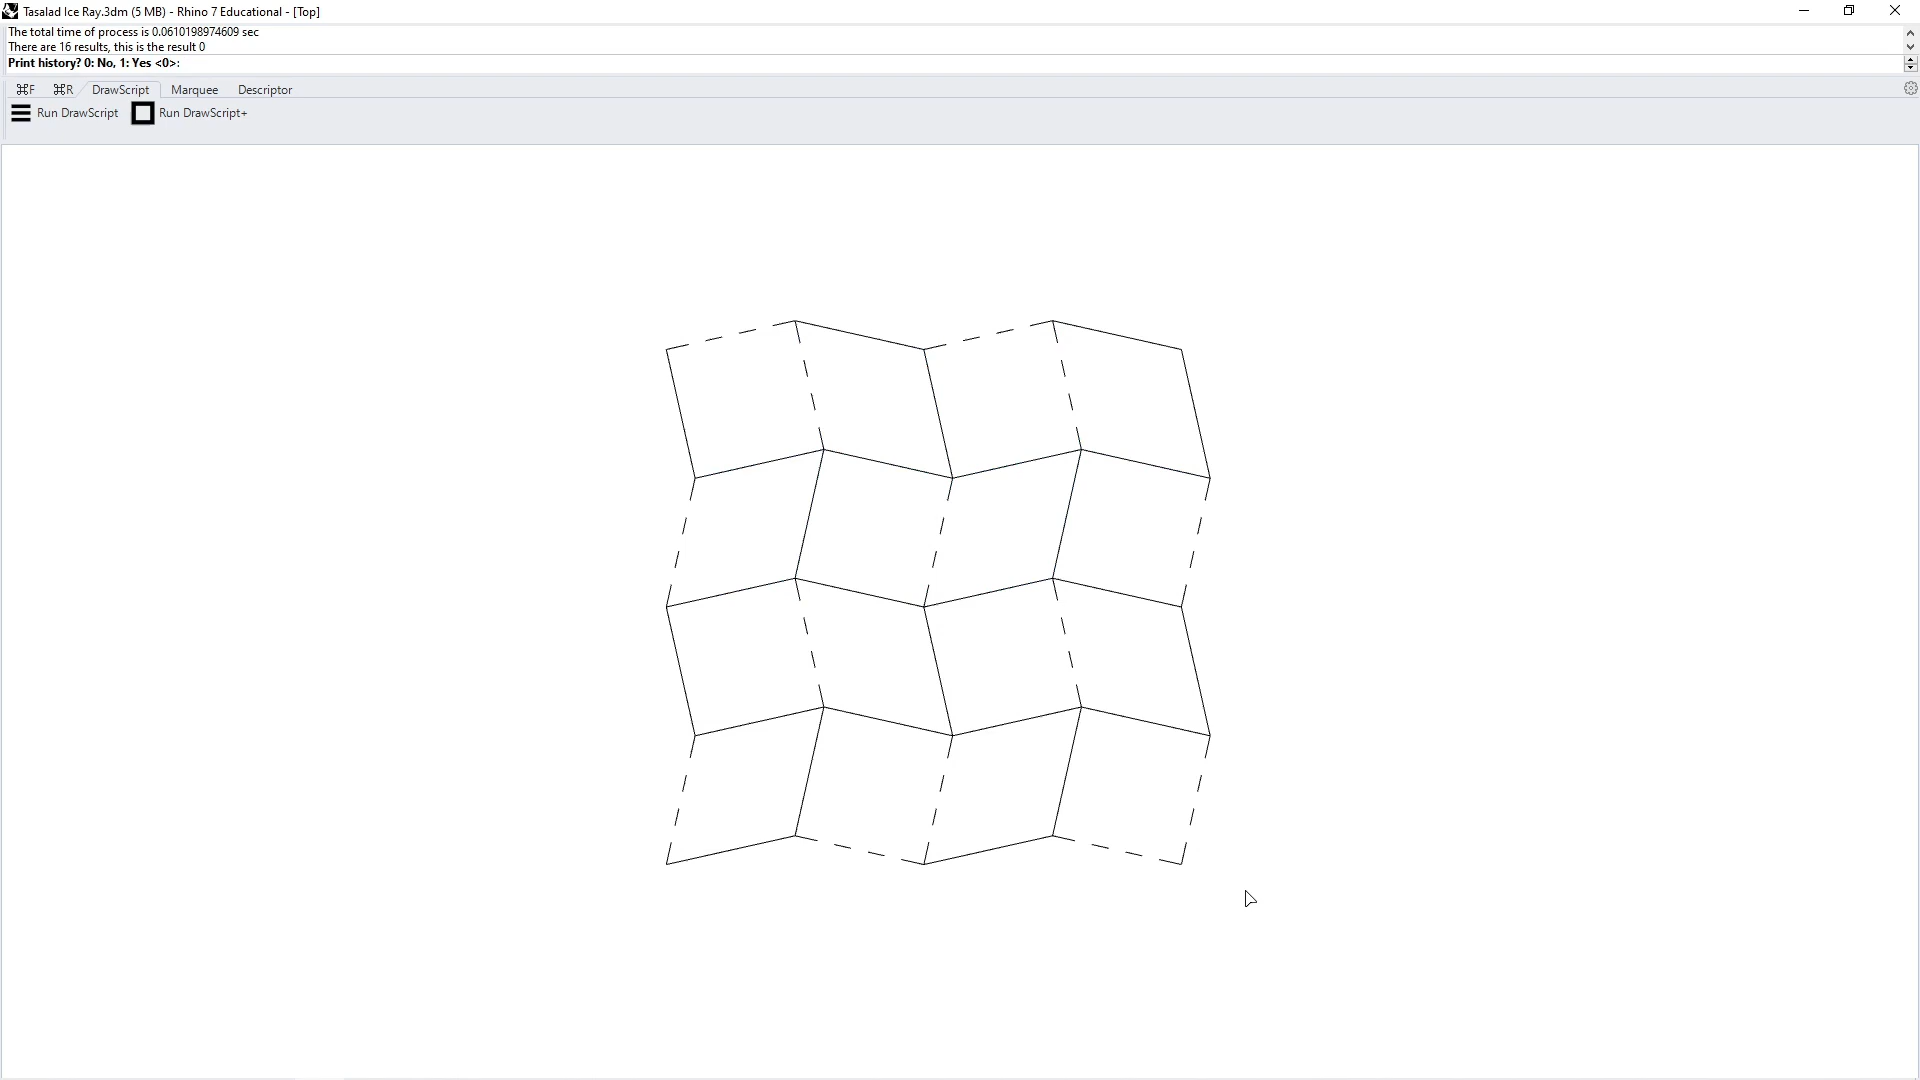 Tasalad Ice Ray.3dm (5 MB) - Rhino 7 Educational - [Top]
The total time of process is 0.0610198974609 sec
There are 16 results, this is the result 0
Print history? 0: No, 1: Yes <0>:
⌘F ⌘R DrawScript Marquee Descriptor
Run DrawScript Run DrawScript+